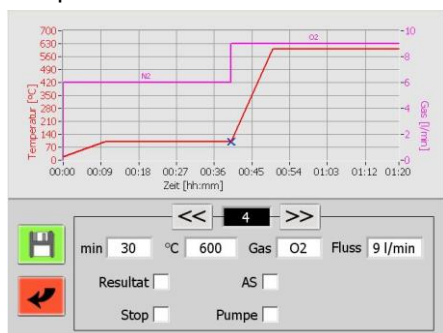 700 10
630 O2
560 8
490 N2
420 6
350
280 4
210
140 2
70
0 0
Temperatur [°C]
Gas [l/min]
00:00 00:09 00:18 00:27 00:36 00:45 00:54 01:03 01:12 01:20
Zeit [hh:mm]
<< 4 >>
min 30 °C 600 Gas O2 Fluss 9 l/min
Resultat AS
Stop Pumpe